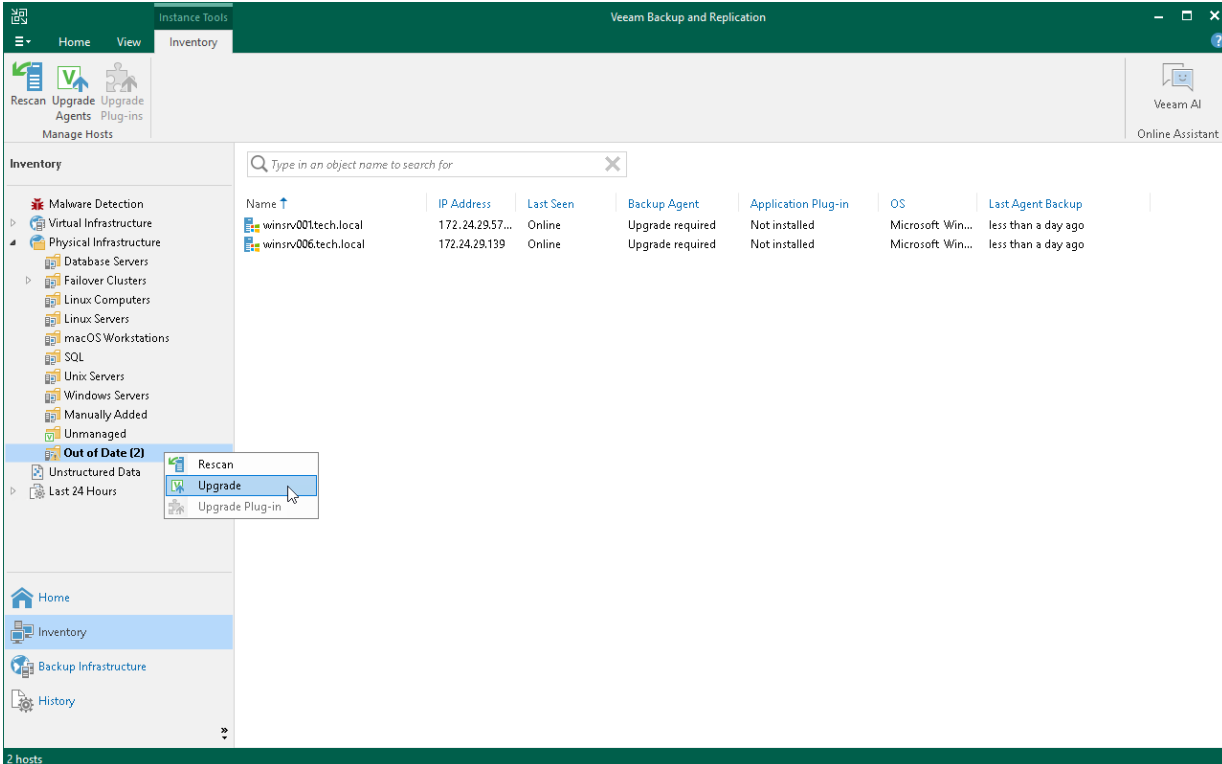 Instance Tools
Veeam Backup and Replication
Home View Inventory
Rescan Upgrade Agents Upgrade Plug-ins
Manage Hosts
Veeam AI
Online Assistant
Inventory
Type in an object name to search for
Malware Detection
Virtual Infrastructure
Physical Infrastructure
Database Servers
Failover Clusters
Linux Computers
Linux Servers
macOS Workstations
SQL
Unix Servers
Windows Servers
Manually Added
Unmanaged
Out of Date (2)
Unstructured Data
Last 24 Hours
Name IP Address Last Seen Backup Agent Application Plug-in OS Last Agent Backup
winsrv001.tech.local 172.24.29.57... Online Upgrade required Not installed Microsoft Win... less than a day ago
winsrv006.tech.local 172.24.29.139 Online Upgrade required Not installed Microsoft Win... less than a day ago
Rescan
Upgrade
Upgrade Plug-in
Home
Inventory
Backup Infrastructure
History
2 hosts